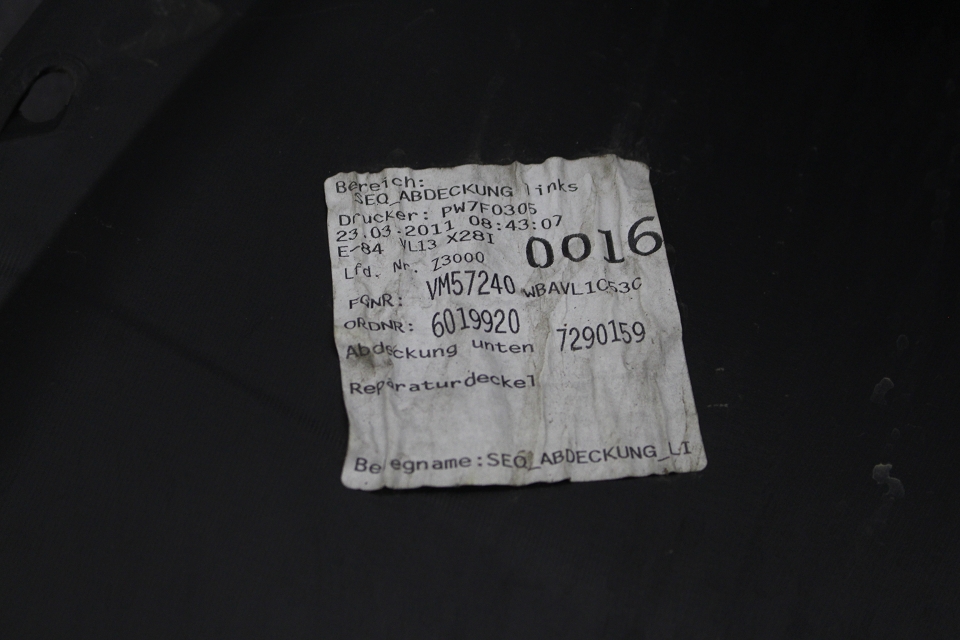 Bereich:
SEQ_ABDECKUNG links
Drucker: PW7F0305
23.03.2011 08:43:07
E-84 VL13 X28I
0016
Lfd. Nr. Z3000
FGNR: VM57240 WBAVL1C53C
ORDNR: 6019920
Abdeckung unten 7290159
Reparaturdeckel
Belegname:SEQ_ABDECKUNG_LI